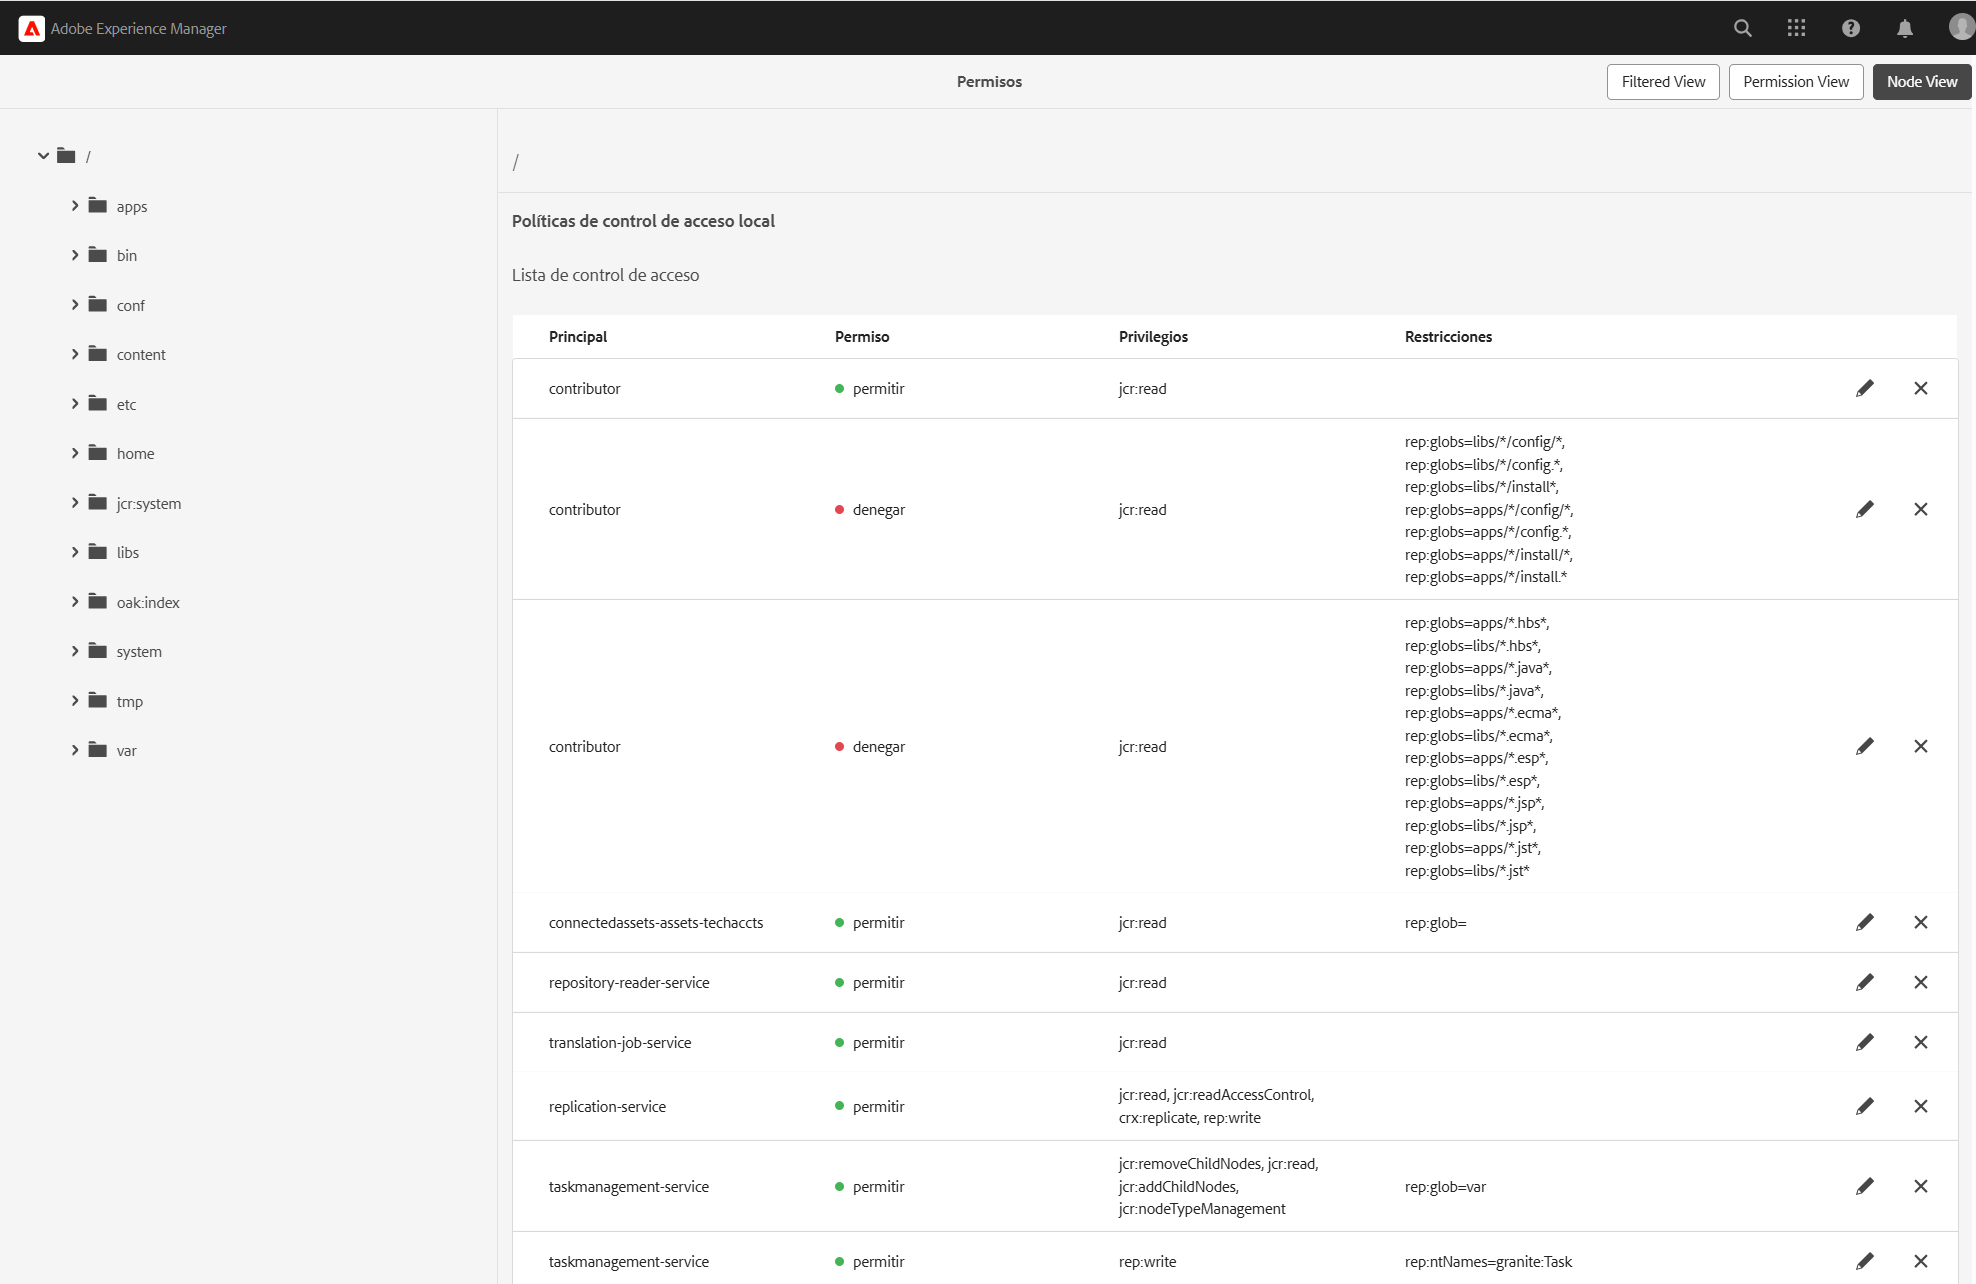 Adobe Experience Manager
Permisos
Filtered View
Permission View
Node View
/
apps
bin
conf
content
etc
home
jcr:system
libs
oak:index
system
tmp
var
/
Políticas de control de acceso local
Lista de control de acceso
Principal Permiso Privilegios Restricciones
contributor permitir jcr:read
contributor denegar jcr:read
rep:globs=libs/*/config/*,
rep:globs=libs/*/config.*,
rep:globs=libs/*/install*,
rep:globs=apps/*/config/*,
rep:globs=apps/*/config.*,
rep:globs=apps/*/install/*,
rep:globs=apps/*/install.*
contributor denegar jcr:read
rep:globs=apps/*.hbs*,
rep:globs=libs/*.hbs*,
rep:globs=apps/*.java*,
rep:globs=libs/*.java*,
rep:globs=apps/*.ecma*,
rep:globs=libs/*.ecma*,
rep:globs=apps/*.esp*,
rep:globs=libs/*.esp*,
rep:globs=apps/*.jsp*,
rep:globs=libs/*.jsp*,
rep:globs=apps/*.jst*,
rep:globs=libs/*.jst*
connectedassets-assets-techaccts permitir jcr:read rep:glob=
repository-reader-service permitir jcr:read
translation-job-service permitir jcr:read
replication-service permitir
jcr:read, jcr:readAccessControl,
crx:replicate, rep:write
taskmanagement-service permitir
jcr:removeChildNodes, jcr:read,
jcr:addChildNodes,
jcr:nodeTypeManagement
rep:glob=var
taskmanagement-service permitir rep:write rep:ntNames=granite:Task